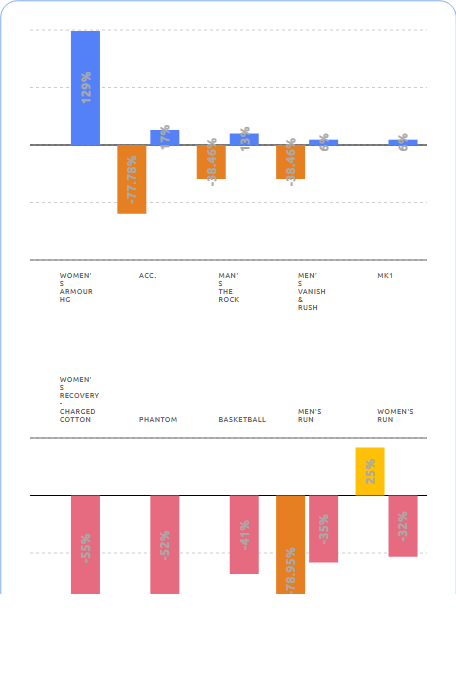 129%
-77.78%
17%
-38.46%
13%
-38.46%
6%
6%
WOMEN'
S
ARMOUR
HG
ACC.
MAN'
S
THE
ROCK
MEN'
S
VANISH
&
RUSH
MK1
WOMEN'
S
RECOVERY
-
CHARGED
COTTON
PHANTOM
BASKETBALL
MEN'S
RUN
WOMEN'S
RUN
25%
-55%
-52%
-41%
78.95%
-35%
-32%